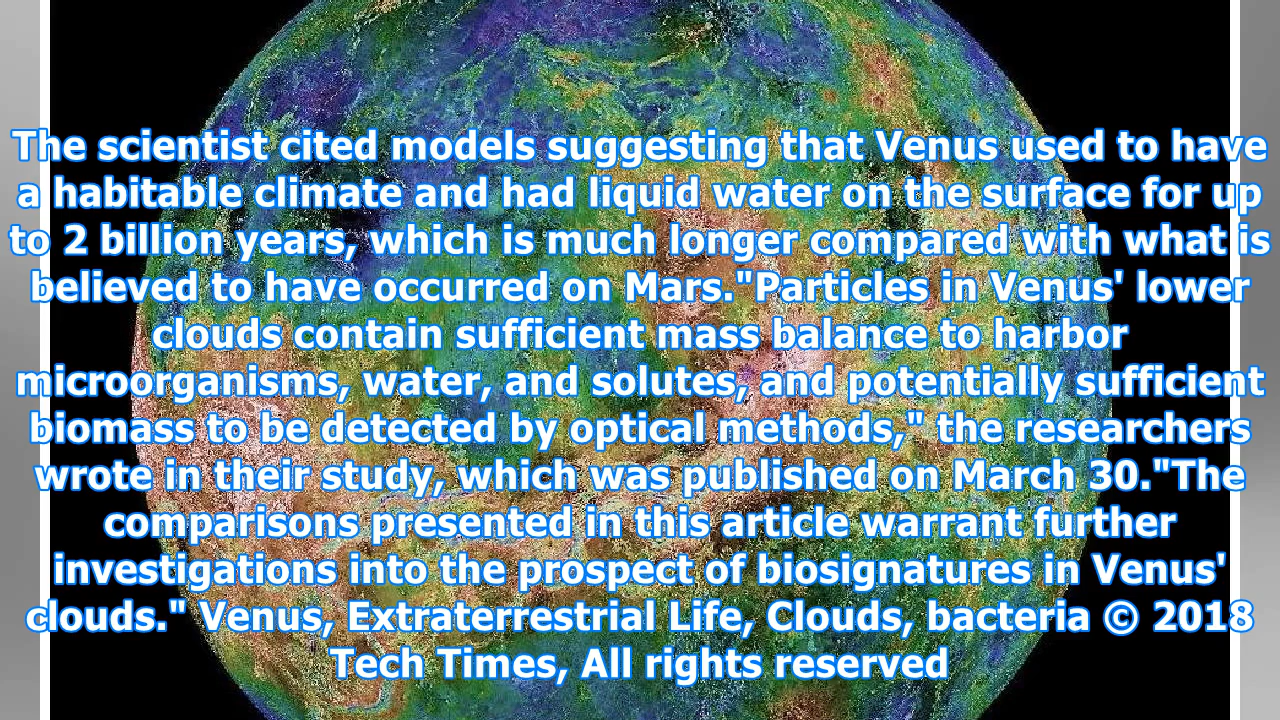 The scientist cited models suggesting that Venus used to have
a habitable climate and had liquid water on the surface for up
to 2 billion years, which is much longer compared with what is
believed to have occurred on Mars."Particles in Venus' lower
clouds contain sufficient mass balance to harbor
microorganisms, water, and solutes, and potentially sufficient
biomass to be detected by optical methods," the researchers
wrote in their study, which was published on March 30."The
comparisons presented in this article warrant further
investigations into the prospect of biosignatures in Venus'
clouds." Venus, Extraterrestrial Life, Clouds, bacteria © 2018
Tech Times, All rights reserved